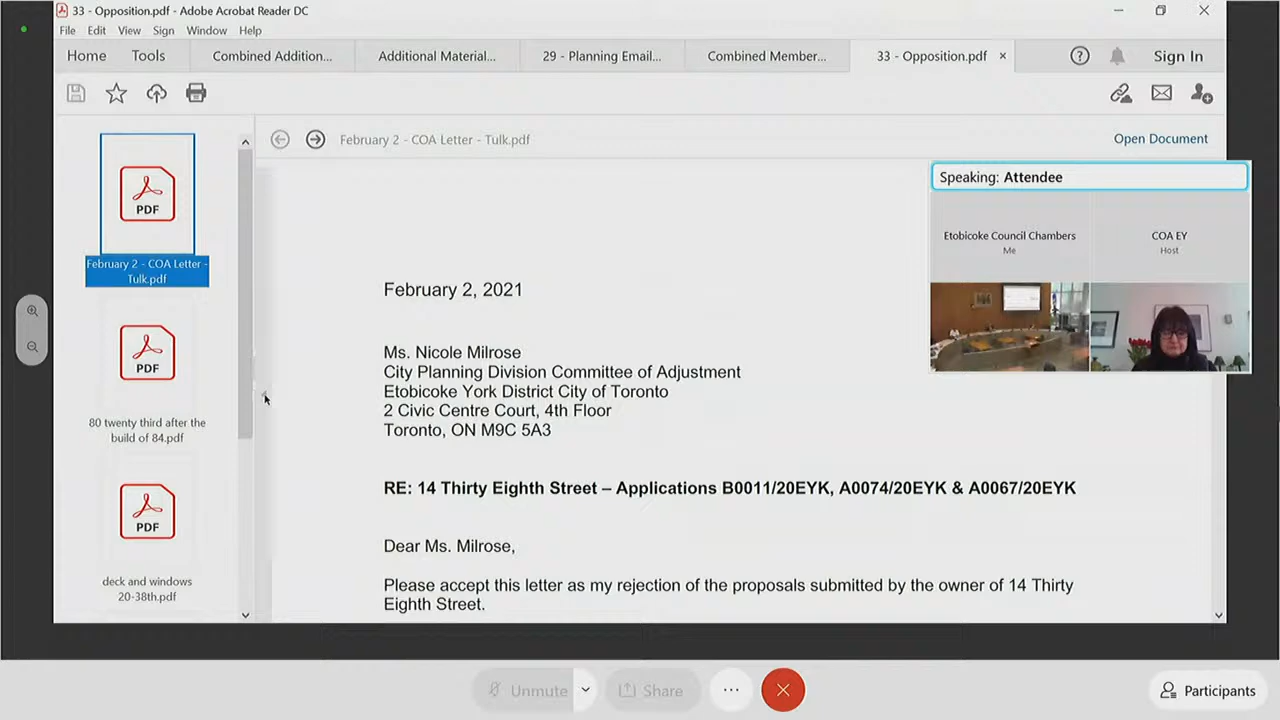 33 - Opposition.pdf - Adobe Acrobat Reader DC
File Edit View Sign Window Help
Home Tools Combined Addition... Additional Material... 29 - Planning Email... Combined Member... 33 - Opposition.pdf × Sign In
February 2 - COA Letter - Tulk.pdf
Open Document
PDF
February 2 - COA Letter -
Tulk.pdf
PDF
80 twenty third after the
build of 84.pdf
PDF
deck and windows
20-38th.pdf
Speaking: Attendee
Etobicoke Council Chambers
Me
COA EY
Host
February 2, 2021
Ms. Nicole Milrose
City Planning Division Committee of Adjustment
Etobicoke York District City of Toronto
2 Civic Centre Court, 4th Floor
Toronto, ON M9C 5A3
RE: 14 Thirty Eighth Street – Applications B0011/20EYK, A0074/20EYK & A0067/20EYK
Dear Ms. Milrose,
Please accept this letter as my rejection of the proposals submitted by the owner of 14 Thirty
Eighth Street.
Unmute Share ... Participants